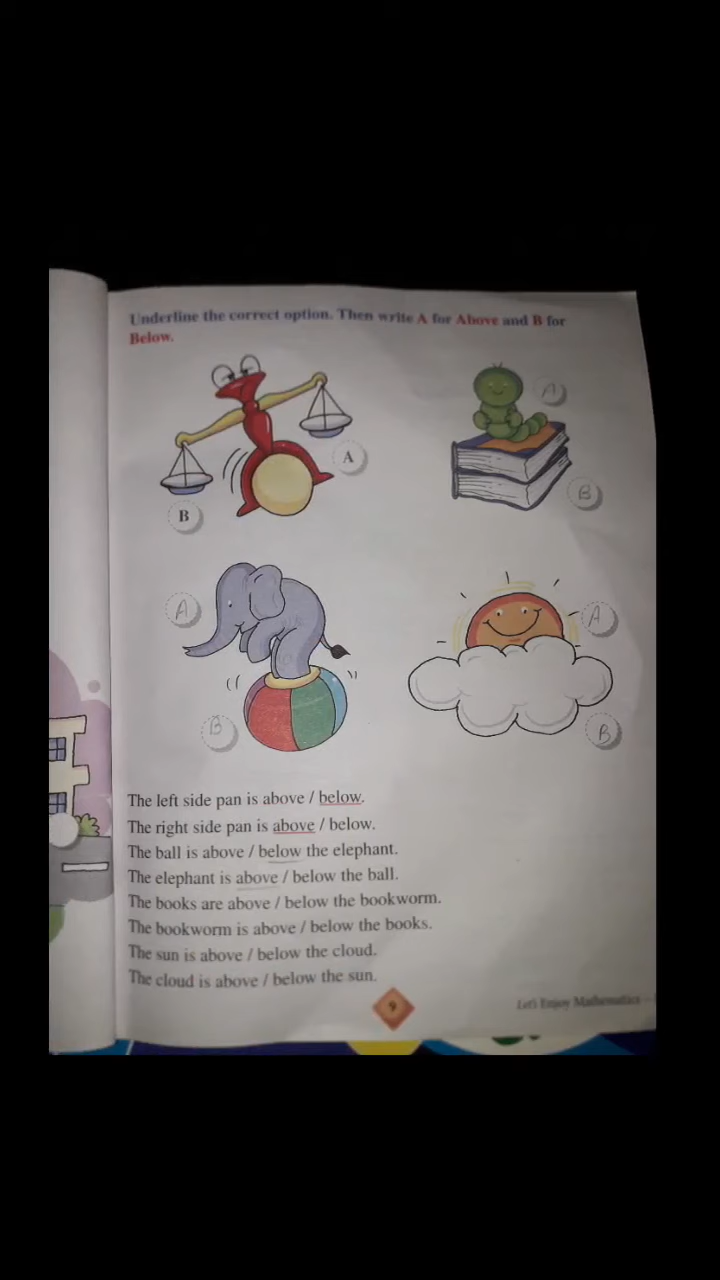 Underline the correct option. Then write A for Above and B for
Below.
A
A
B
B
A
A
B
B
The left side pan is above / below.
The right side pan is above / below.
The ball is above / below the elephant.
The elephant is above / below the ball.
The books are above / below the bookworm.
The bookworm is above / below the books.
The sun is above / below the cloud.
The cloud is above / below the sun.
9
Let's Enjoy Mathematics –